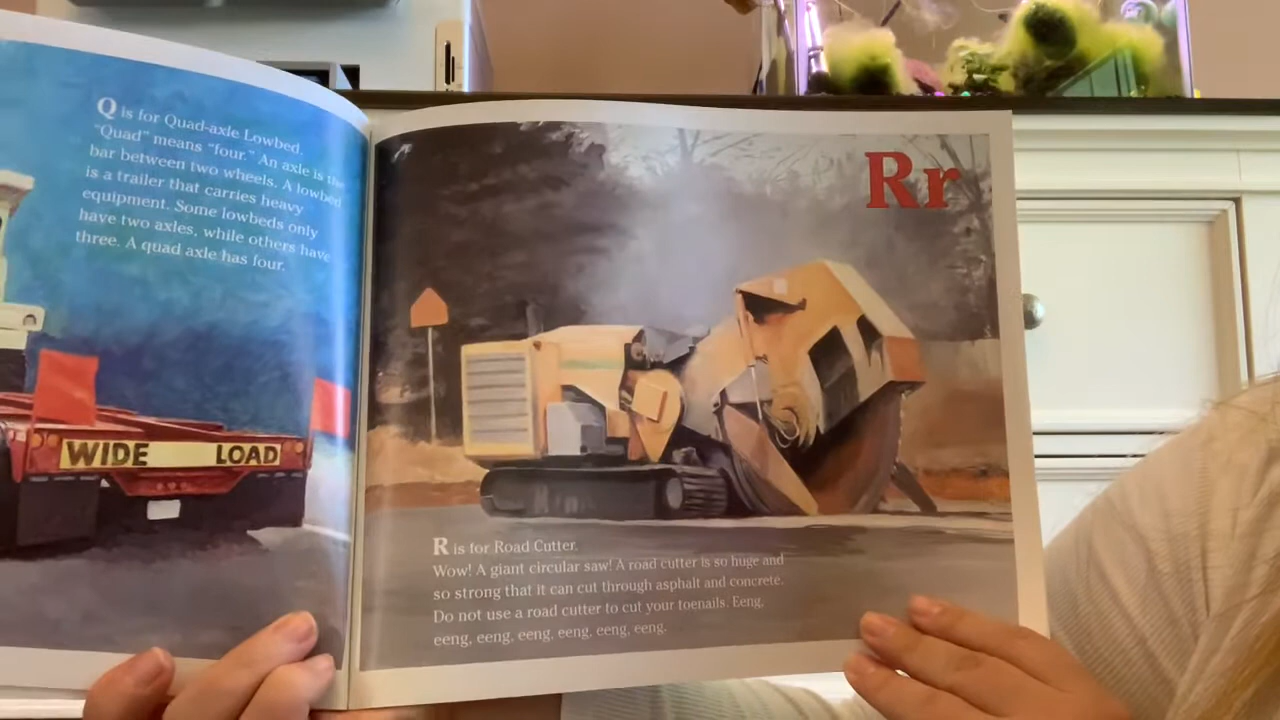 Q is for Quad-axle Lowbed.
"Quad" means "four." An axle is the
bar between two wheels. A lowbed
is a trailer that carries heavy
equipment. Some lowbeds only
have two axles, while others have
three. A quad axle has four.
WIDE LOAD
Rr
R is for Road Cutter.
Wow! A giant circular saw! A road cutter is so huge and
so strong that it can cut through asphalt and concrete.
Do not use a road cutter to cut your toenails. Eeng,
eeng, eeng, eeng, eeng, eeng, eeng.